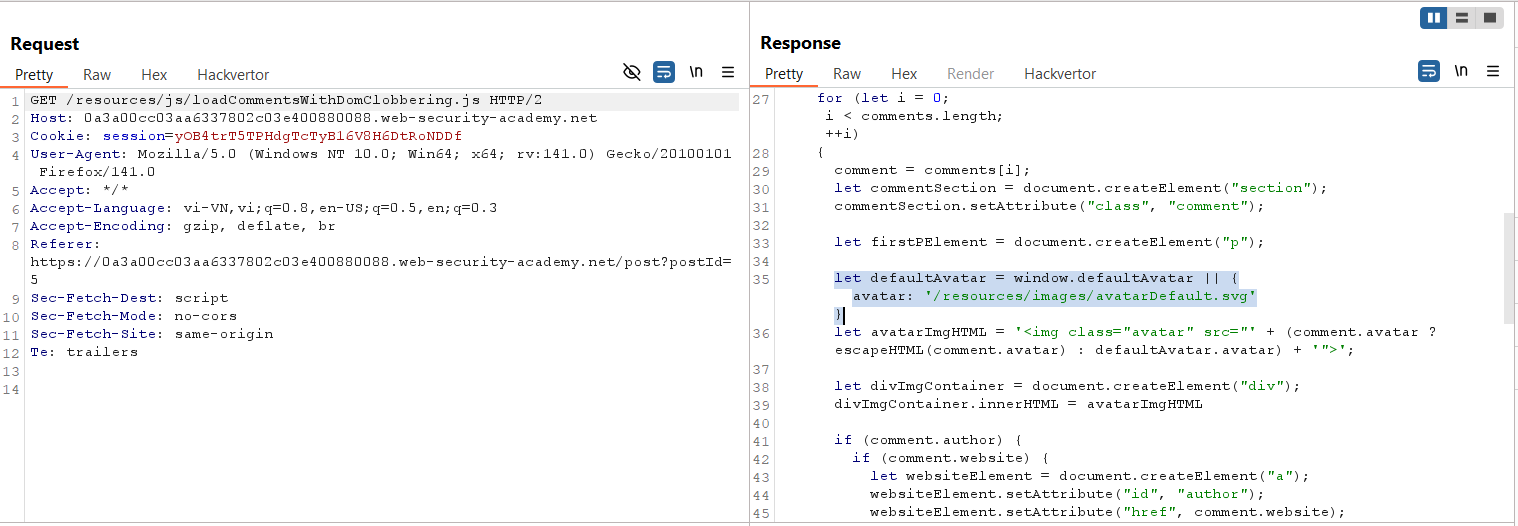 Request
Pretty Raw Hex Hackvertor \n
1 GET /resources/js/loadCommentsWithDomClobbering.js HTTP/2
2 Host: 0a3a00cc03aa6337802c03e400880088.web-security-academy.net
3 Cookie: session=yOB4trT5TPHdgTcTyB16V8H6DtRoNDDf
4 User-Agent: Mozilla/5.0 (Windows NT 10.0; Win64; x64; rv:141.0) Gecko/20100101
Firefox/141.0
5 Accept: */*
6 Accept-Language: vi-VN,vi;q=0.8,en-US;q=0.5,en;q=0.3
7 Accept-Encoding: gzip, deflate, br
8 Referer:
https://0a3a00cc03aa6337802c03e400880088.web-security-academy.net/post?postId=
5
9 Sec-Fetch-Dest: script
10 Sec-Fetch-Mode: no-cors
11 Sec-Fetch-Site: same-origin
12 Te: trailers
13
14
Response
Pretty Raw Hex Render Hackvertor \n
27 for (let i = 0;
i < comments.length;
++i)
28 {
29 comment = comments[i];
30 let commentSection = document.createElement("section");
31 commentSection.setAttribute("class", "comment");
32
33 let firstPElement = document.createElement("p");
34
35 let defaultAvatar = window.defaultAvatar || {
avatar: '/resources/images/avatarDefault.svg'
}
36 let avatarImgHTML = '<img class="avatar" src="' + (comment.avatar ?
escapeHTML(comment.avatar) : defaultAvatar.avatar) + '">';
37
38 let divImgContainer = document.createElement("div");
39 divImgContainer.innerHTML = avatarImgHTML
40
41 if (comment.author) {
42 if (comment.website) {
43 let websiteElement = document.createElement("a");
44 websiteElement.setAttribute("id", "author");
45 websiteElement.setAttribute("href", comment.website);